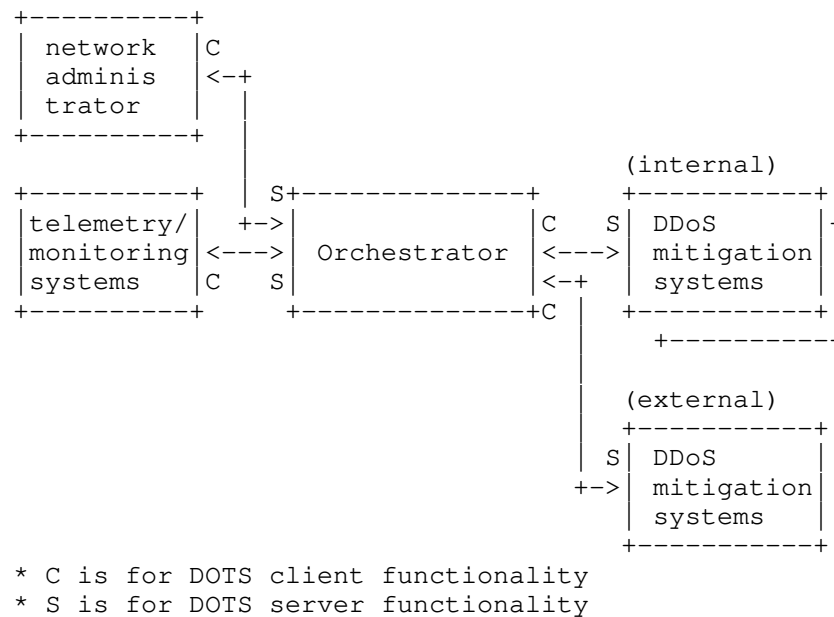 +----------+
| network  |C
| adminis  |<-+
| trator   |  |
+----------+  |
              |                       (internal)
+----------+  | S+--------------+     +-----------+
|telemetry/|  +->|              |C   S| DDoS      |+
|monitoring|<--->| Orchestrator |<--->| mitigation|
|systems   |C   S|              |<-+  | systems   |
+----------+     +--------------+C |  +-----------+
                                   |    +----------+
                                   |
                                   |  (external)
                                   |  +-----------+
                                   | S| DDoS      |
                                   +->| mitigation|
                                      | systems   |
                                      +-----------+
* C is for DOTS client functionality
* S is for DOTS server functionality